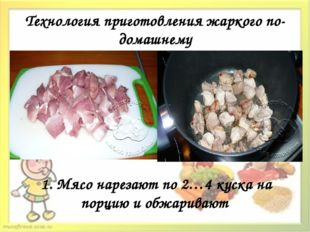 Технология приготовления жаркого по-
домашнему
1. Мясо нарезают по 2…4 куска на
порцию и обжаривают